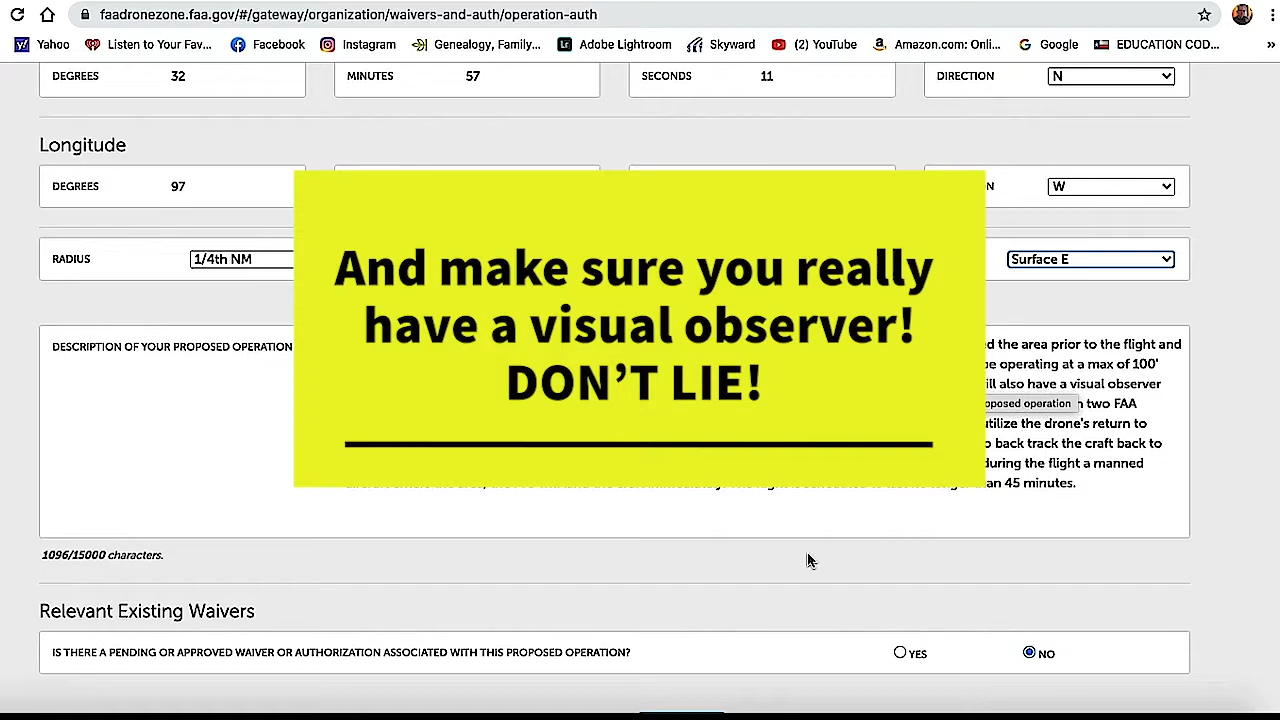 faadronezone.faa.gov/#/gateway/organization/waivers-and-auth/operation-auth
Yahoo Listen to Your Fav... Facebook Instagram Genealogy, Family... Adobe Lightroom Skyward (2) YouTube Amazon.com: Onli... Google EDUCATION COD... »
DEGREES 32 MINUTES 57 SECONDS 11 DIRECTION N
Longitude
DEGREES 97 W
RADIUS 1/4th NM Surface E
And make sure you really
have a visual observer!
DON'T LIE!
DESCRIPTION OF YOUR PROPOSED OPERATION
the area prior to the flight and
operating at a max of 100'
also have a visual observer
proposed operation two FAA
utilize the drone's return to
back track the craft back to
during the flight a manned
45 minutes.
1096/15000 characters.
Relevant Existing Waivers
IS THERE A PENDING OR APPROVED WAIVER OR AUTHORIZATION ASSOCIATED WITH THIS PROPOSED OPERATION? YES NO